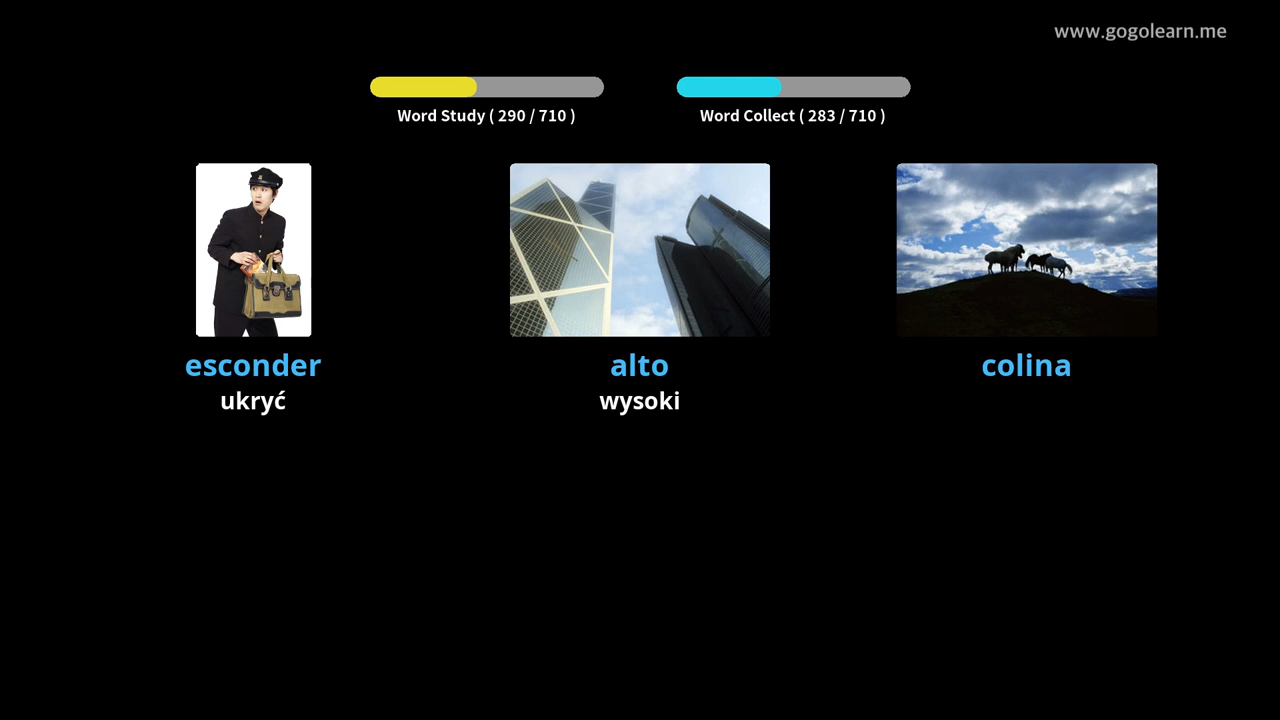 www.gogolearn.me
Word Study ( 290 / 710 )
Word Collect ( 283 / 710 )
esconder
ukryć
alto
wysoki
colina